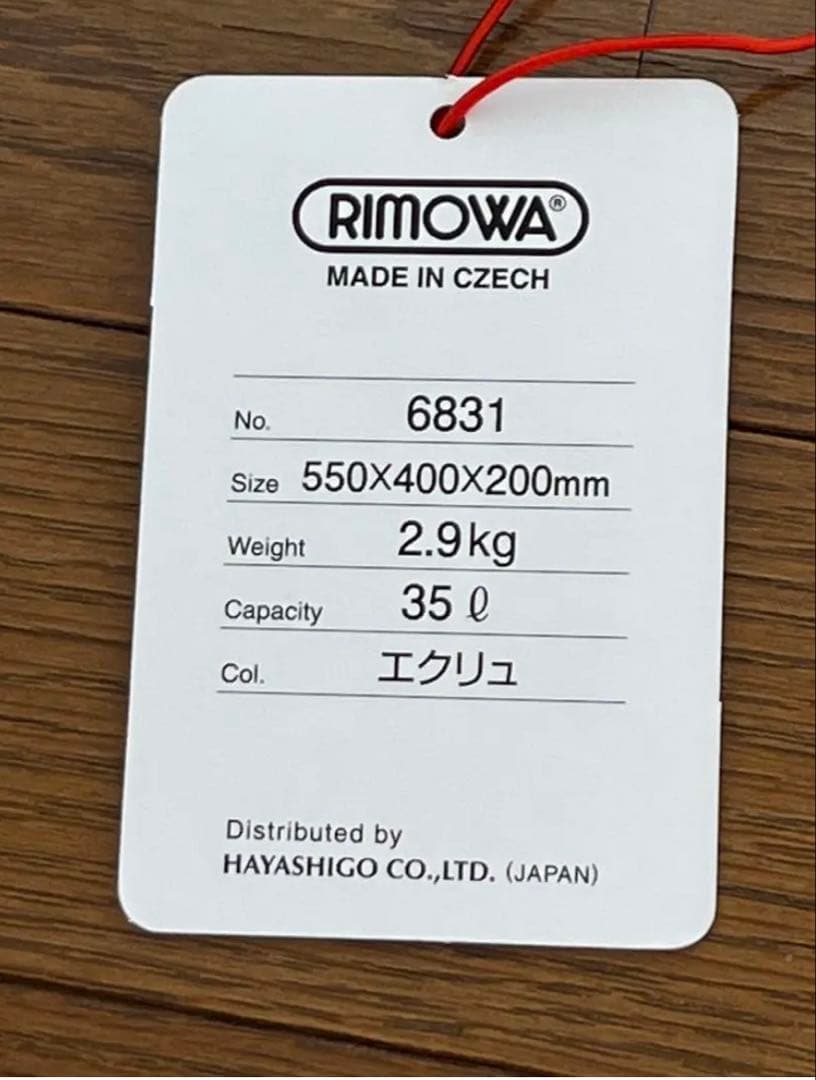 RIMOWA®
MADE IN CZECH
No. 6831
Size 550X400X200mm
Weight 2.9kg
Capacity 35ℓ
Col. エクリュ
Distributed by
HAYASHIGO CO.,LTD. (JAPAN)